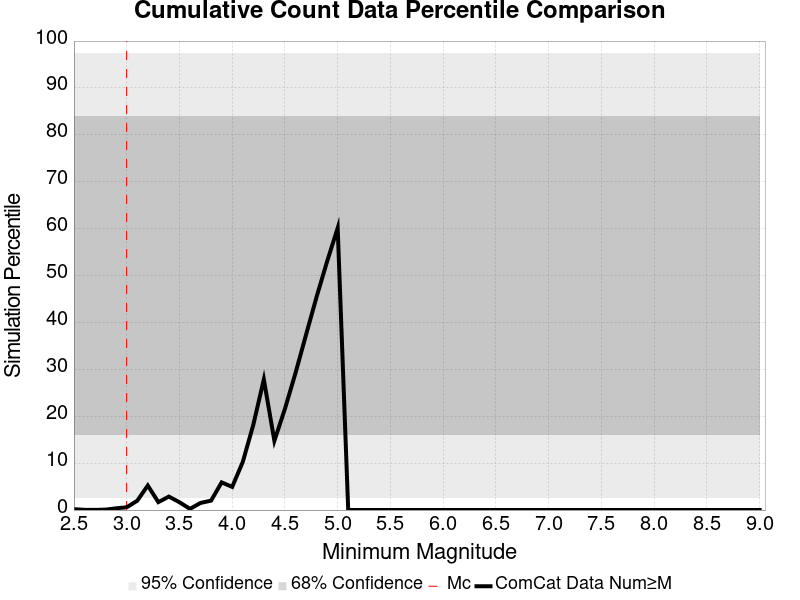 Cumulative Count Data Percentile Comparison
100
90
80
70
60
50
40
30
20
10
0
Simulation Percentile
2.5 3.0 3.5 4.0 4.5 5.0 5.5 6.0 6.5 7.0 7.5 8.0 8.5 9.0
Minimum Magnitude
95% Confidence 68% Confidence Mc ComCat Data Num≥M